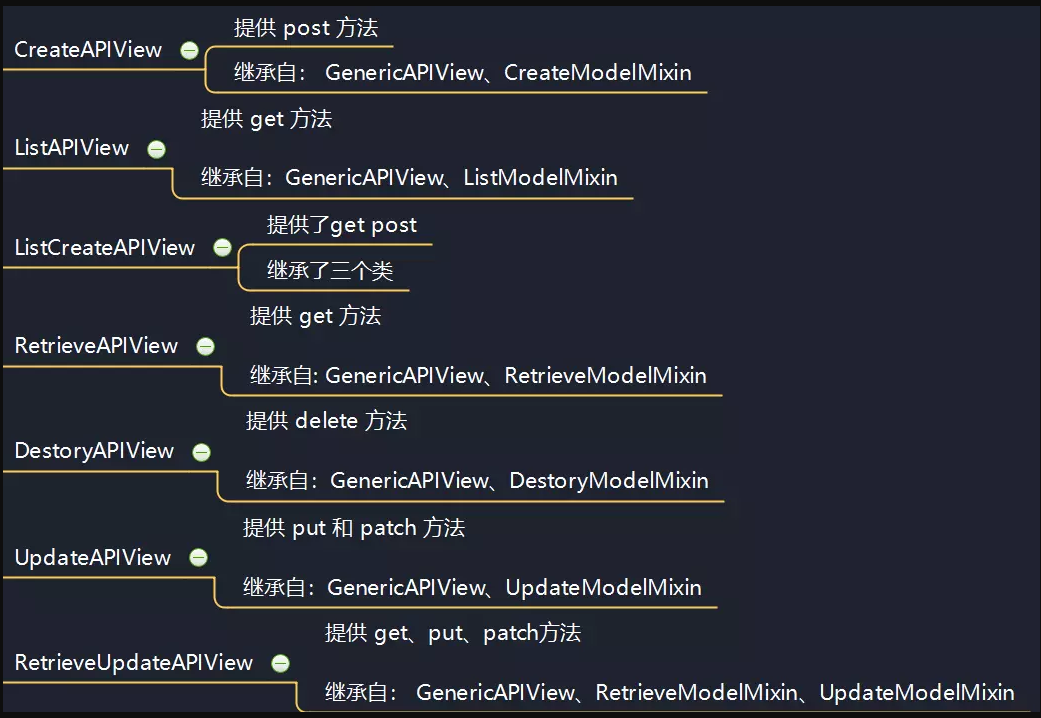 提供 post 方法
CreateAPIView
继承自： GenericAPIView、CreateModelMixin
提供 get 方法
ListAPIView
继承自：GenericAPIView、ListModelMixin
提供了get post
ListCreateAPIView
继承了三个类
提供 get 方法
RetrieveAPIView
继承自: GenericAPIView、RetrieveModelMixin
提供 delete 方法
DestoryAPIView
继承自：GenericAPIView、DestoryModelMixin
提供 put 和 patch 方法
UpdateAPIView
继承自：GenericAPIView、UpdateModelMixin
提供 get、put、patch方法
RetrieveUpdateAPIView
继承自： GenericAPIView、RetrieveModelMixin、UpdateModelMixin